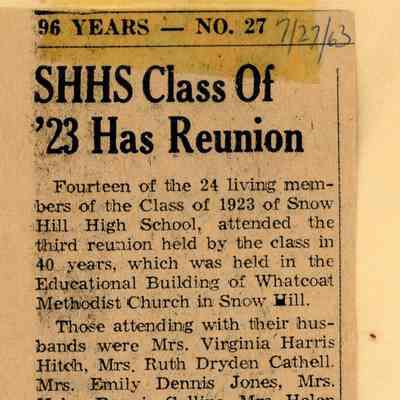 96 YEARS — NO. 27 7/27/63
SHHS Class Of
'23 Has Reunion
Fourteen of the 24 living mem-
bers of the Class of 1923 of Snow
Hill High School, attended the
third reunion held by the class in
40 years, which was held in the
Educational Building of Whatcoat
Methodist Church in Snow Hill.
Those attending with their hus-
bands were Mrs. Virginia Harris
Hitch, Mrs. Ruth Dryden Cathell.
Mrs. Emily Dennis Jones, Mrs.
Collins, Mrs. Helen